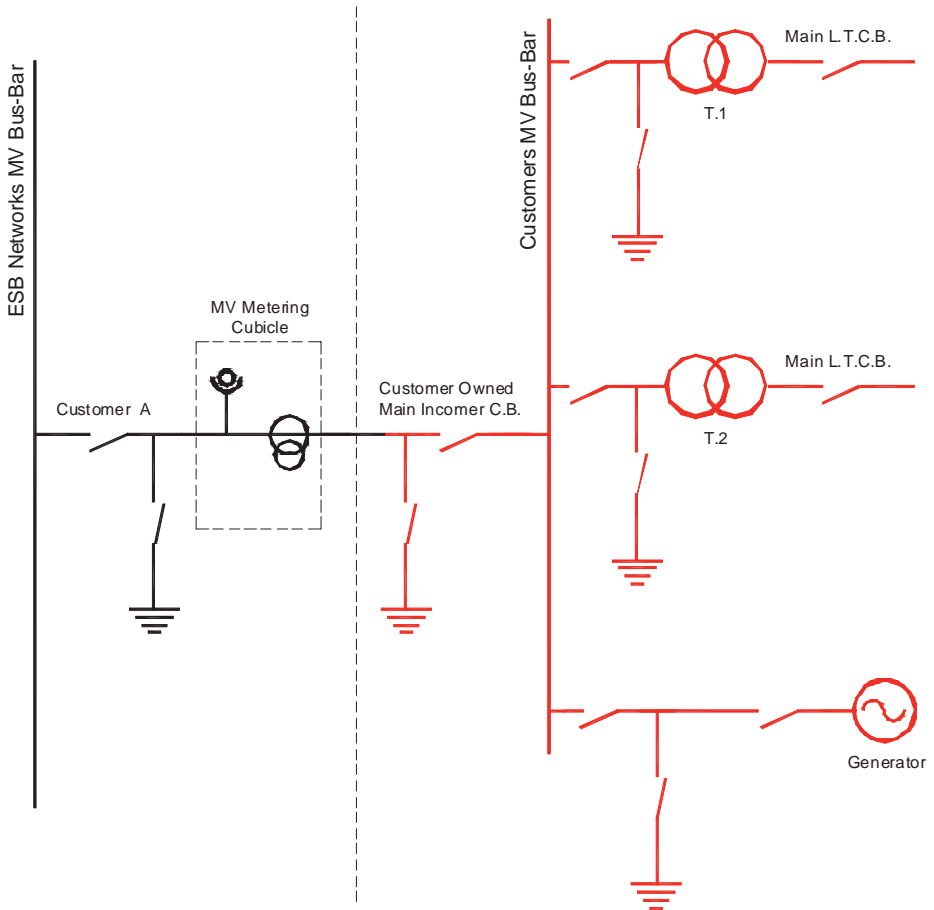 ESB Networks MV Bus-Bar
Customer A
MV Metering
Cubicle
Customer Owned
Main Incomer C.B.
Customers MV Bus-Bar
Main L.T.C.B.
T.1
Main L.T.C.B.
T.2
Generator